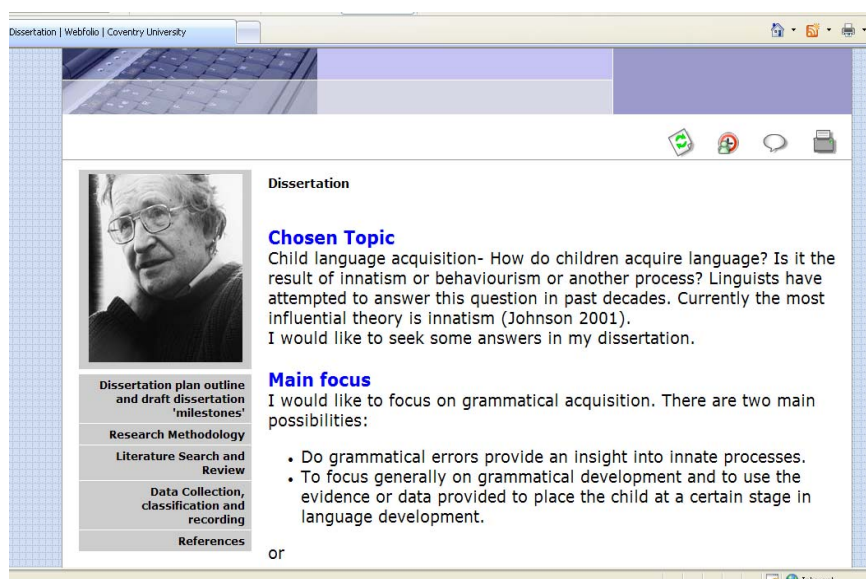 Dissertation | Webfolio | Coventry University
Dissertation
Chosen Topic
Child language acquisition- How do children acquire language? Is it the
result of innatism or behaviourism or another process? Linguists have
attempted to answer this question in past decades. Currently the most
influential theory is innatism (Johnson 2001).
I would like to seek some answers in my dissertation.
Main focus
I would like to focus on grammatical acquisition. There are two main
possibilities:
• Do grammatical errors provide an insight into innate processes.
• To focus generally on grammatical development and to use the
evidence or data provided to place the child at a certain stage in
language development.
or
Dissertation plan outline
and draft dissertation
'milestones'
Research Methodology
Literature Search and
Review
Data Collection,
classification and
recording
References